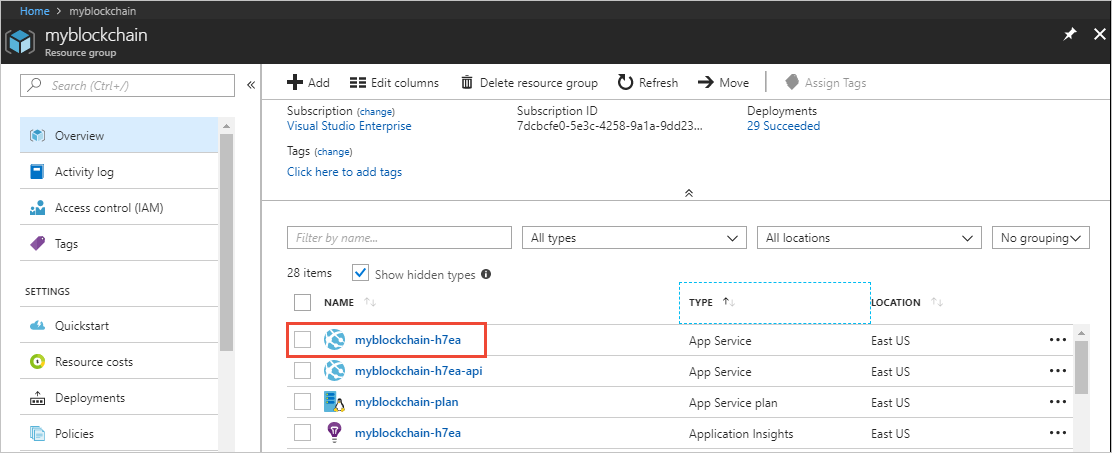 Home > myblockchain
myblockchain
Resource group
Search (Ctrl+/)
Overview
Activity log
Access control (IAM)
Tags
SETTINGS
Quickstart
Resource costs
Deployments
Policies
Add Edit columns Delete resource group Refresh Move Assign Tags
Subscription (change) Subscription ID Deployments
Visual Studio Enterprise 7dcbcfe0-5e3c-4258-9a1a-9dd23... 29 Succeeded
Tags (change)
Click here to add tags
Filter by name... All types All locations No grouping
28 items Show hidden types
NAME TYPE LOCATION
myblockchain-h7ea App Service East US
myblockchain-h7ea-api App Service East US
myblockchain-plan App Service plan East US
myblockchain-h7ea Application Insights East US